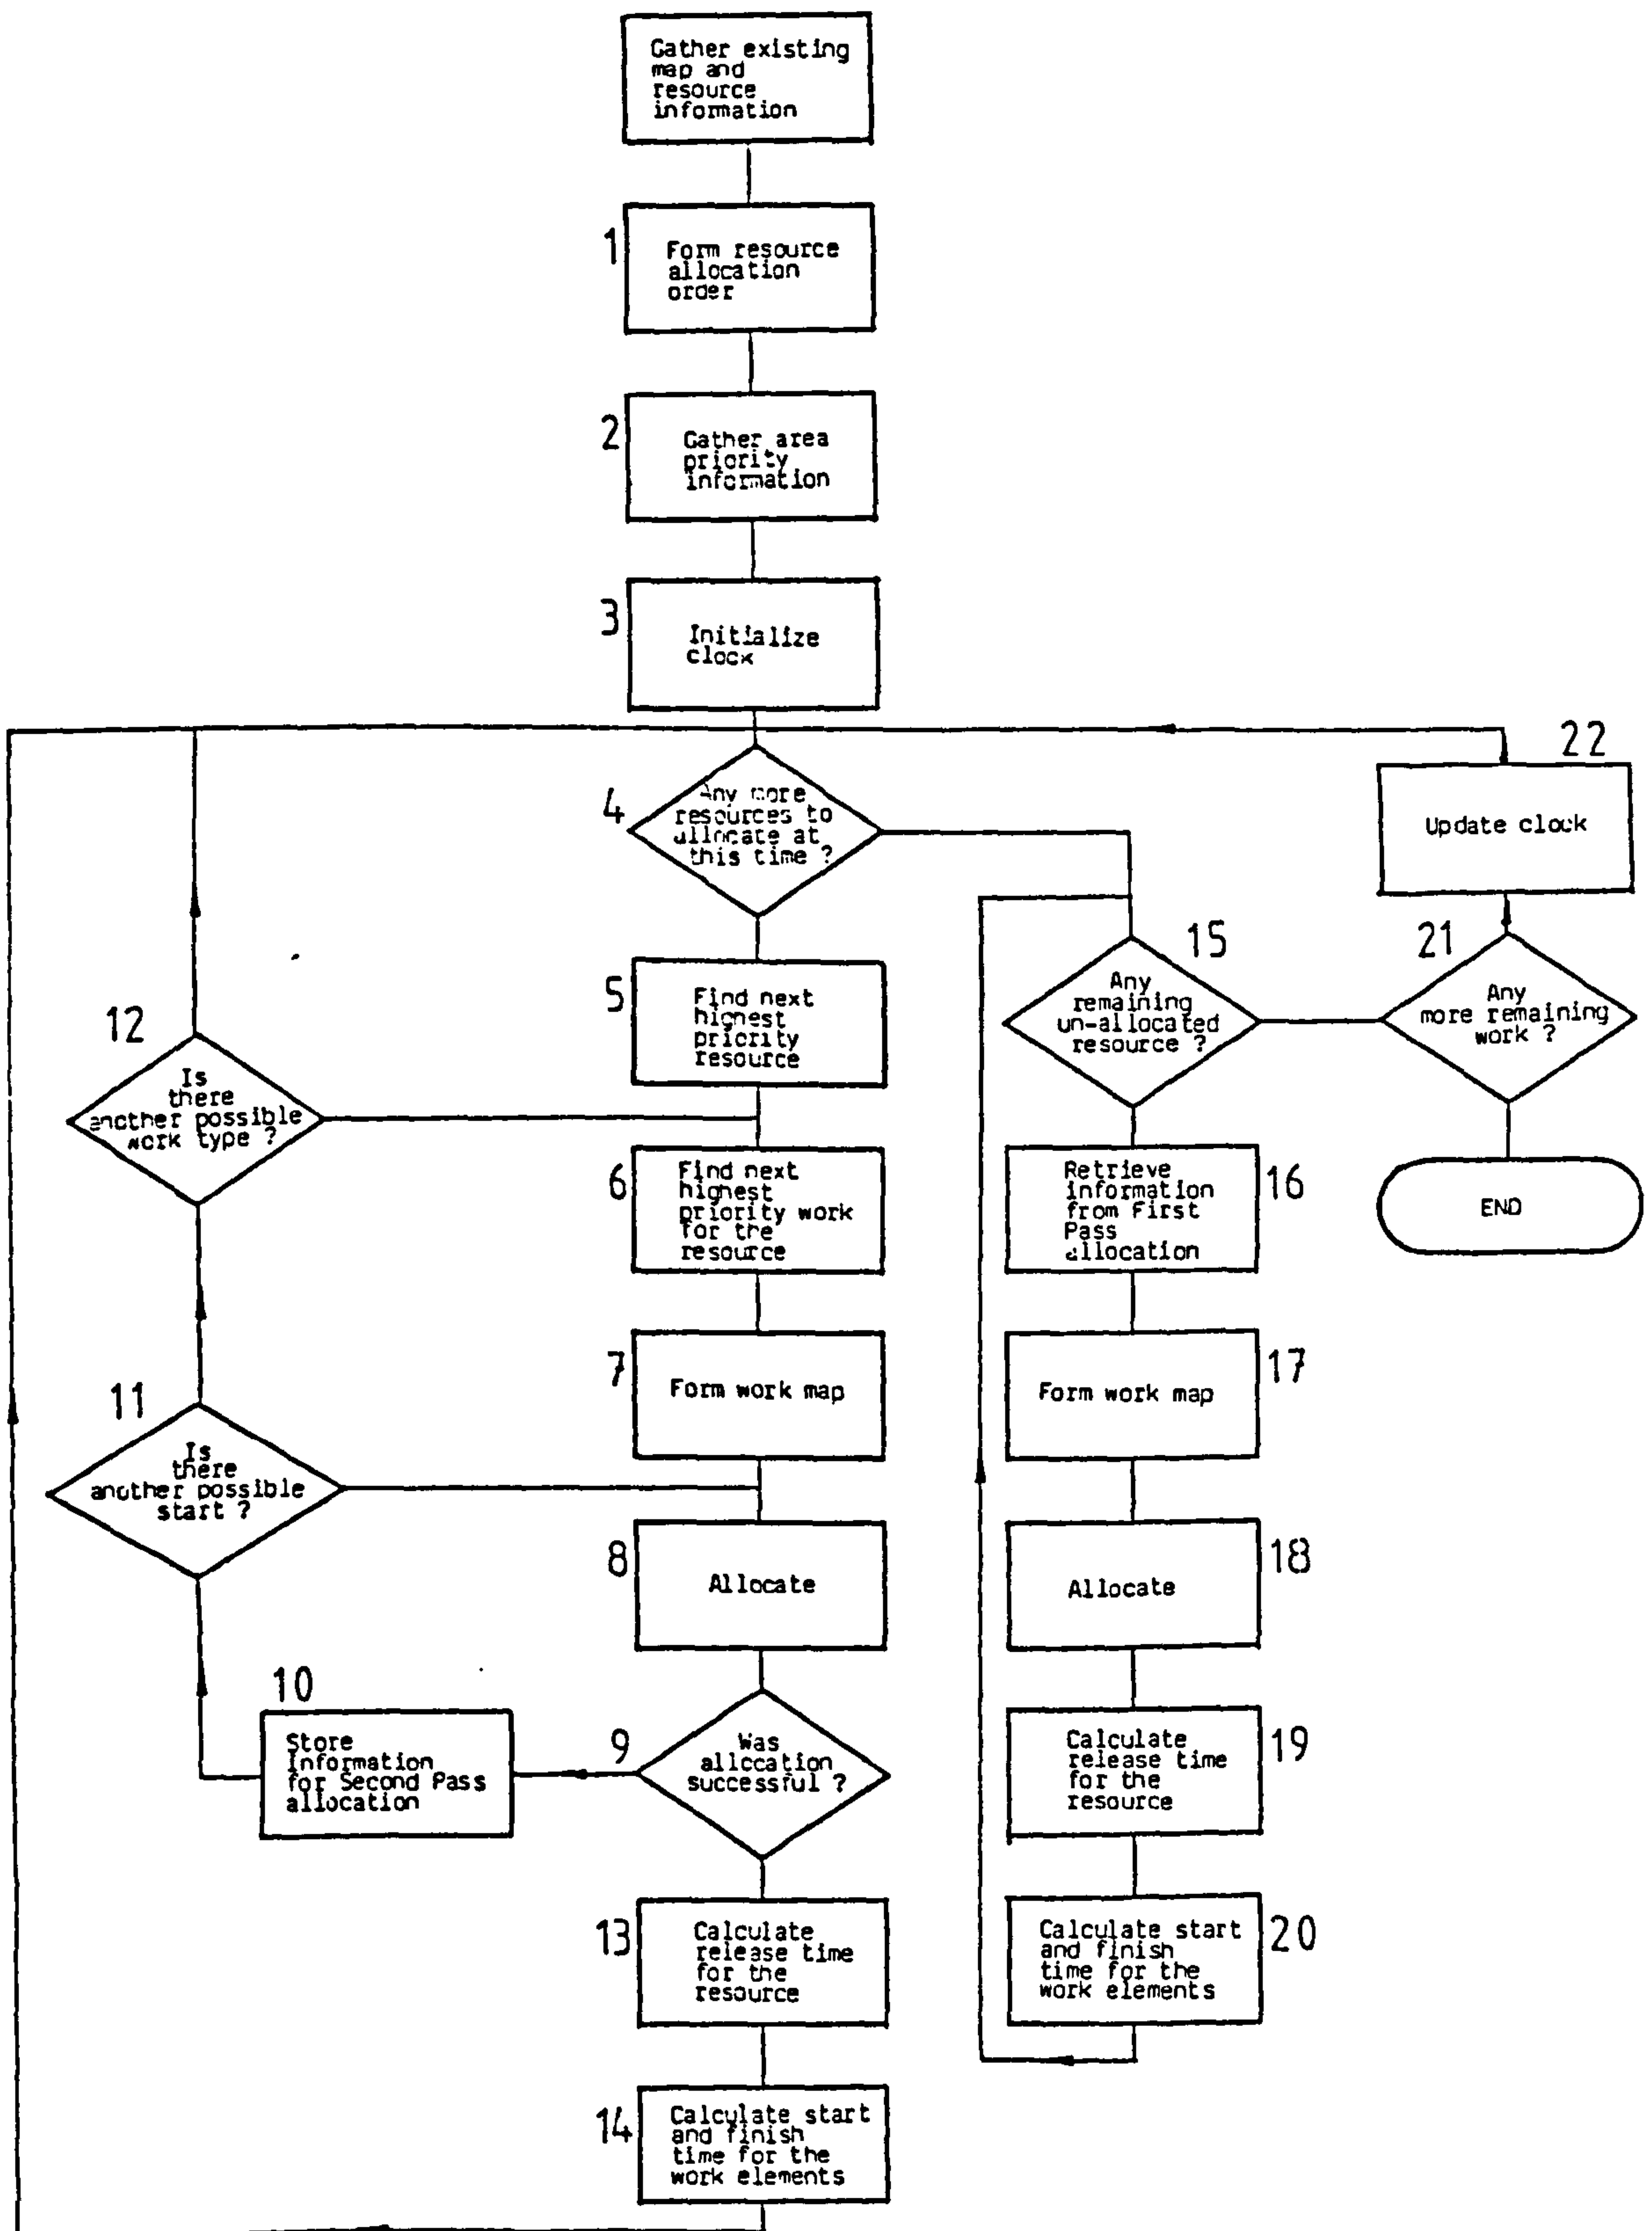 Gather existing
map and
resource
information
1
Form resource
allocation
order
2
Gather area
priority
information
3
Initialize
clock
4
Any more
resources to
allocate at
this time ?
22
Update clock
5
Find next
highest
priority
resource
15
Any
remaining
un-allocated
resource ?
21
Any
more remaining
work ?
12
Is
there
another possible
work type ?
6
Find next
highest
priority work
for the
resource
16
Retrieve
information
from First
Pass
allocation
END
7
Form work map
17
Form work map
11
Is
there
another possible
start ?
8
Allocate
18
Allocate
10
Store
Information
for Second Pass
allocation
9
Was
allocation
successful ?
19
Calculate
release time
for the
resource
13
Calculate
release time
for the
resource
20
Calculate start
and finish
time for the
work elements
14
Calculate start
and finish
time for the
work elements